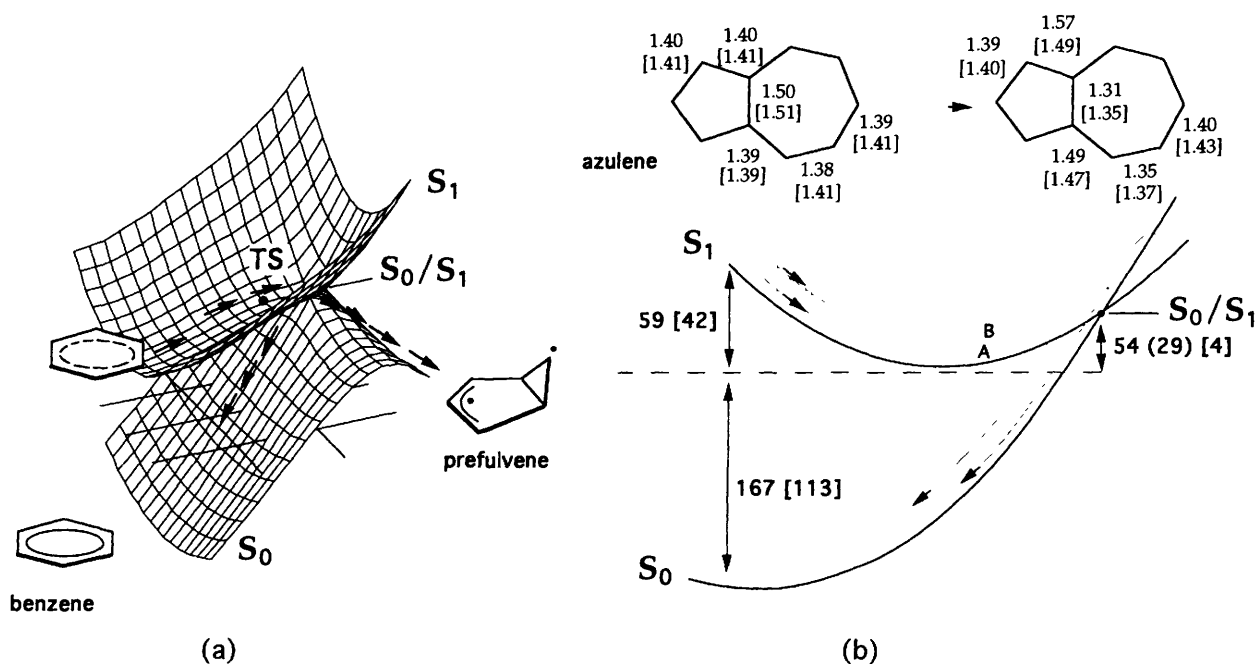 S₁
TS
S₀/S₁
prefulvene
S₀
benzene
(a)
1.40
[1.41]
1.40
[1.41]
1.50
[1.51]
1.39
[1.41]
1.39
[1.39]
1.38
[1.41]
azulene
1.39
[1.40]
1.57
[1.49]
1.31
[1.35]
1.40
[1.43]
1.49
[1.47]
1.35
[1.37]
S₁
59 [42]
B
A
S₀/S₁
54 (29) [4]
167 [113]
S₀
(b)